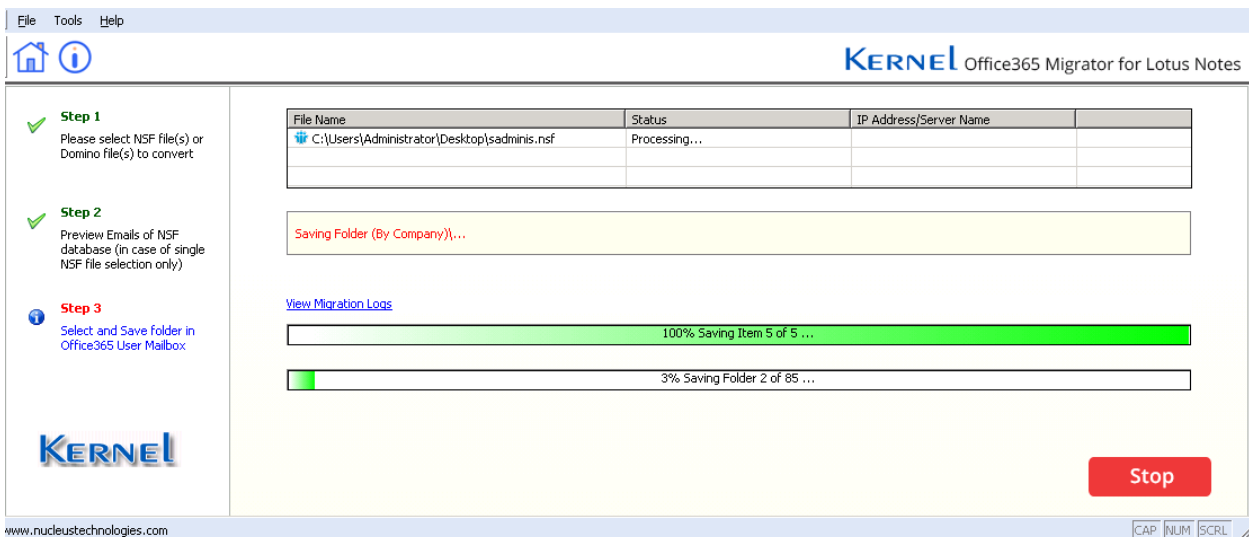 File Tools Help
KERNEL Office365 Migrator for Lotus Notes
Step 1
Please select NSF file(s) or
Domino file(s) to convert
Step 2
Preview Emails of NSF
database (in case of single
NSF file selection only)
Step 3
Select and Save folder in
Office365 User Mailbox
KERNEL
File Name Status IP Address/Server Name
C:\Users\Administrator\Desktop\sadminis.nsf Processing...
Saving Folder (By Company)\...
View Migration Logs
100% Saving Item 5 of 5 ...
3% Saving Folder 2 of 85 ...
Stop
www.nucleustechnologies.com CAP NUM SCRL